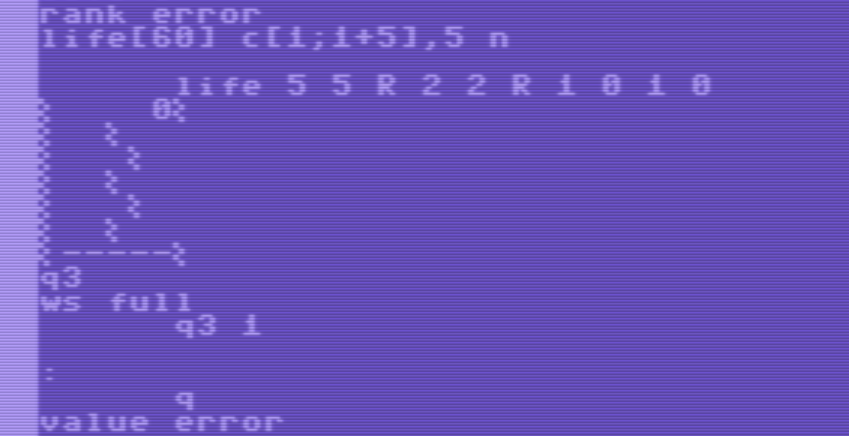 rank error
life[60] c[i;i+5],5 n
life 5 5 R 2 2 R 1 0 1 0
0
-----
q3
ws full
q3 1
:
q
value error